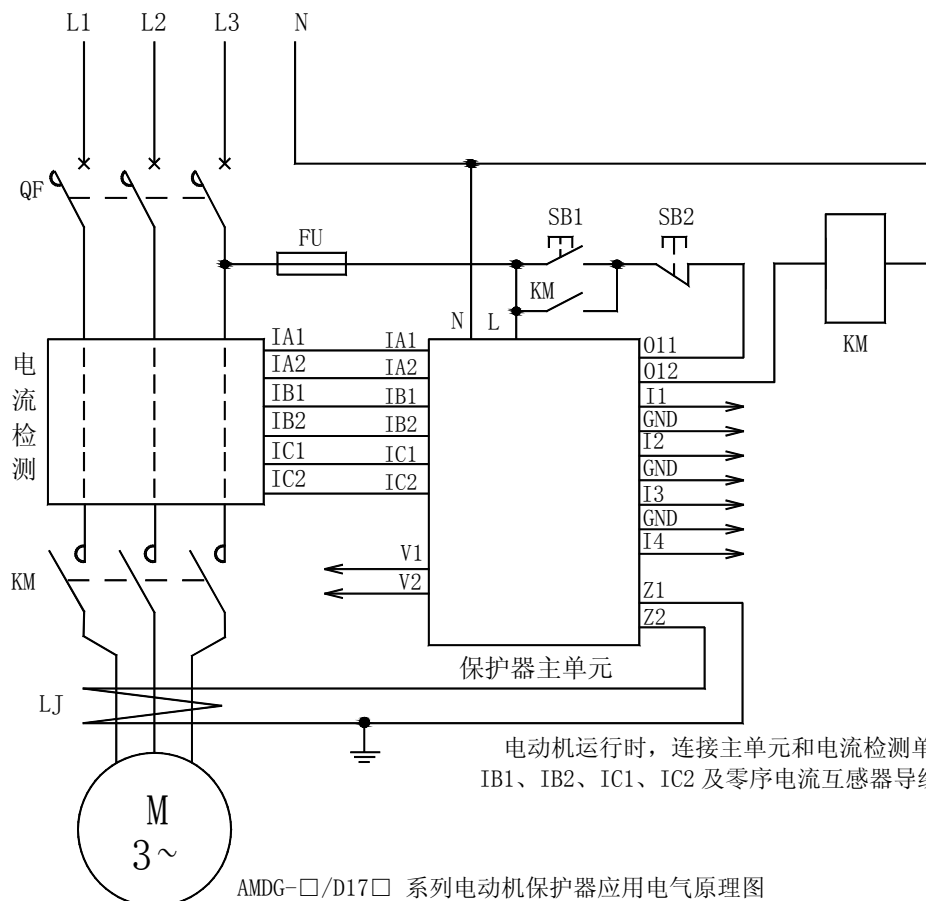 L1 L2 L3 N
QF
FU
SB1 SB2
KM
KM
N L
电流检测
IA1 IA1
IA2 IA2
IB1 IB1
IB2 IB2
IC1 IC1
IC2 IC2
O11
O12
I1
GND
I2
GND
I3
GND
I4
V1
V2
Z1
Z2
KM
保护器主单元
LJ
电动机运行时，连接主单元和电流检测单
IB1、IB2、IC1、IC2 及零序电流互感器导线
M
3~
AMDG-□/D17□ 系列电动机保护器应用电气原理图